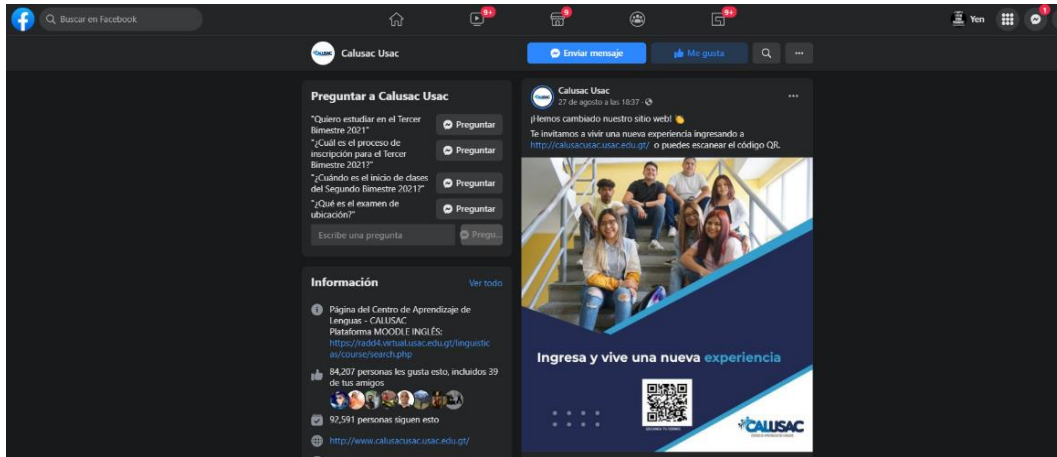 Buscar en Facebook
9+
9
9+
Yen
1
Calusac Usac
Enviar mensaje
Me gusta
Preguntar a Calusac Usac
"Quiero estudiar en el Tercer
Bimestre 2021"
Preguntar
"¿Cuál es el proceso de
inscripción para el Tercer
Bimestre 2021?"
Preguntar
"¿Cuándo es el inicio de clases
del Segundo Bimestre 2021?"
Preguntar
"¿Qué es el examen de
ubicación?"
Preguntar
Escribe una pregunta
Pregu...
Información
Ver todo
Página del Centro de Aprendizaje de
Lenguas - CALUSAC
Plataforma MOODLE INGLÉS:
https://radd4.virtual.usac.edu.gt/linguistic
as/course/search.php
84,207 personas les gusta esto, incluidos 39
de tus amigos
92,591 personas siguen esto
http://www.calusacusac.usac.edu.gt/
Calusac Usac
27 de agosto a las 18:37
¡Hemos cambiado nuestro sitio web!
Te invitamos a vivir una nueva experiencia ingresando a
http://calusacusac.usac.edu.gt/ o puedes escanear el código QR.
Ingresa y vive una nueva experiencia
CALUSAC